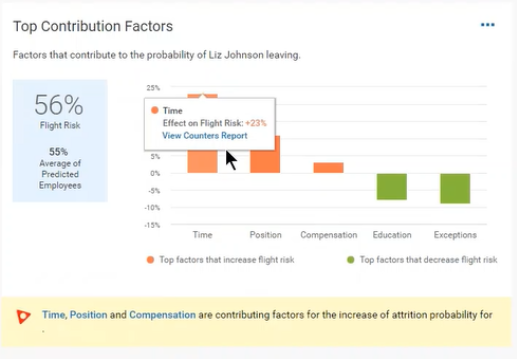 Top Contribution Factors
Factors that contribute to the probability of Liz Johnson leaving.
56%
Flight Risk
55%
Average of
Predicted
Employees
25%
Time
Effect on Flight Risk: +23%
View Counters Report
5%
0%
-5%
-10%
-15%
Time Position Compensation Education Exceptions
Top factors that increase flight risk Top factors that decrease flight risk
Time, Position and Compensation are contributing factors for the increase of attrition probability for
.